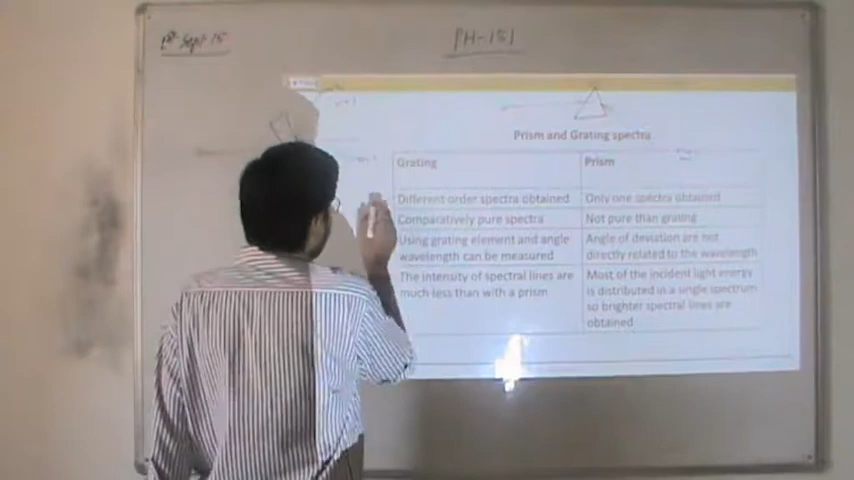 1st Sept-15
PH-151
Prism and Grating spectra
Grating
Prism
Different order spectra obtained
Only one spectra obtained
Comparatively pure spectra
Not pure than grating
Using grating element and angle
wavelength can be measured
Angle of deviation are not
directly related to the wavelength
The intensity of spectral lines are
much less than with a prism
Most of the incident light energy
is distributed in a single spectrum
so brighter spectral lines are
obtained